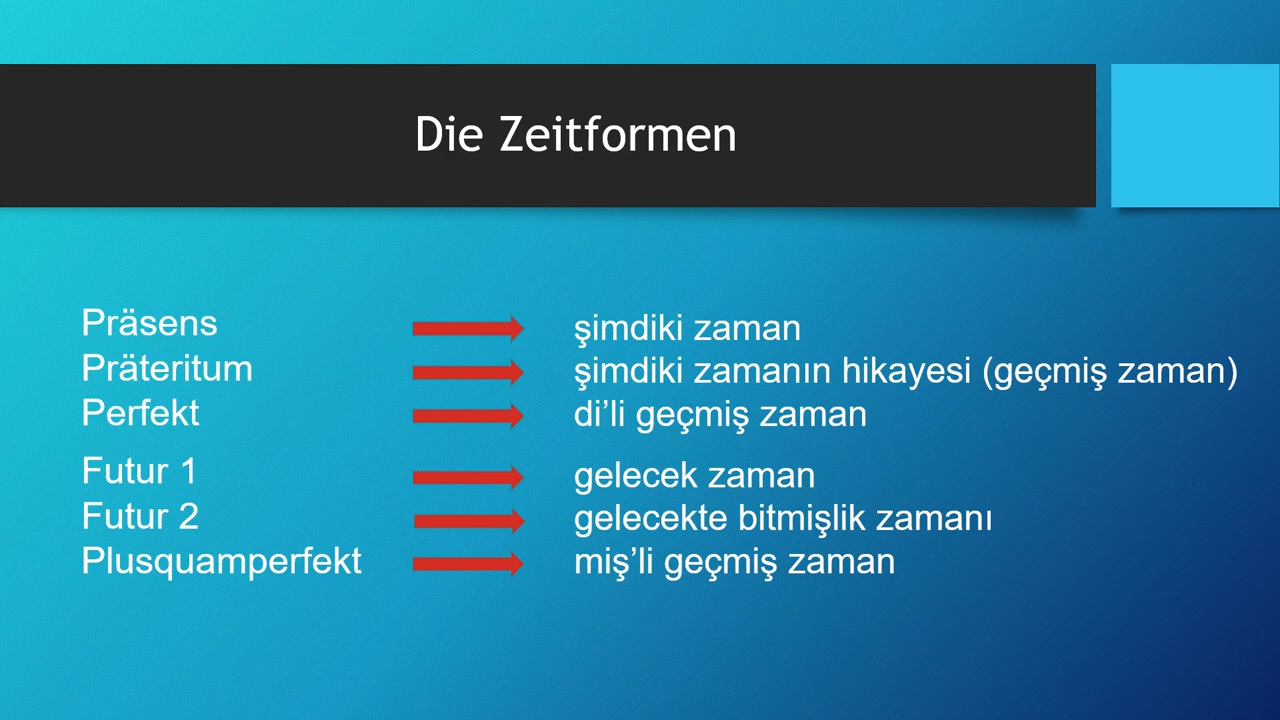 Die Zeitformen
Präsens şimdiki zaman
Präteritum şimdiki zamanın hikayesi (geçmiş zaman)
Perfekt di’li geçmiş zaman
Futur 1 gelecek zaman
Futur 2 gelecekte bitmişlik zamanı
Plusquamperfekt miş’li geçmiş zaman